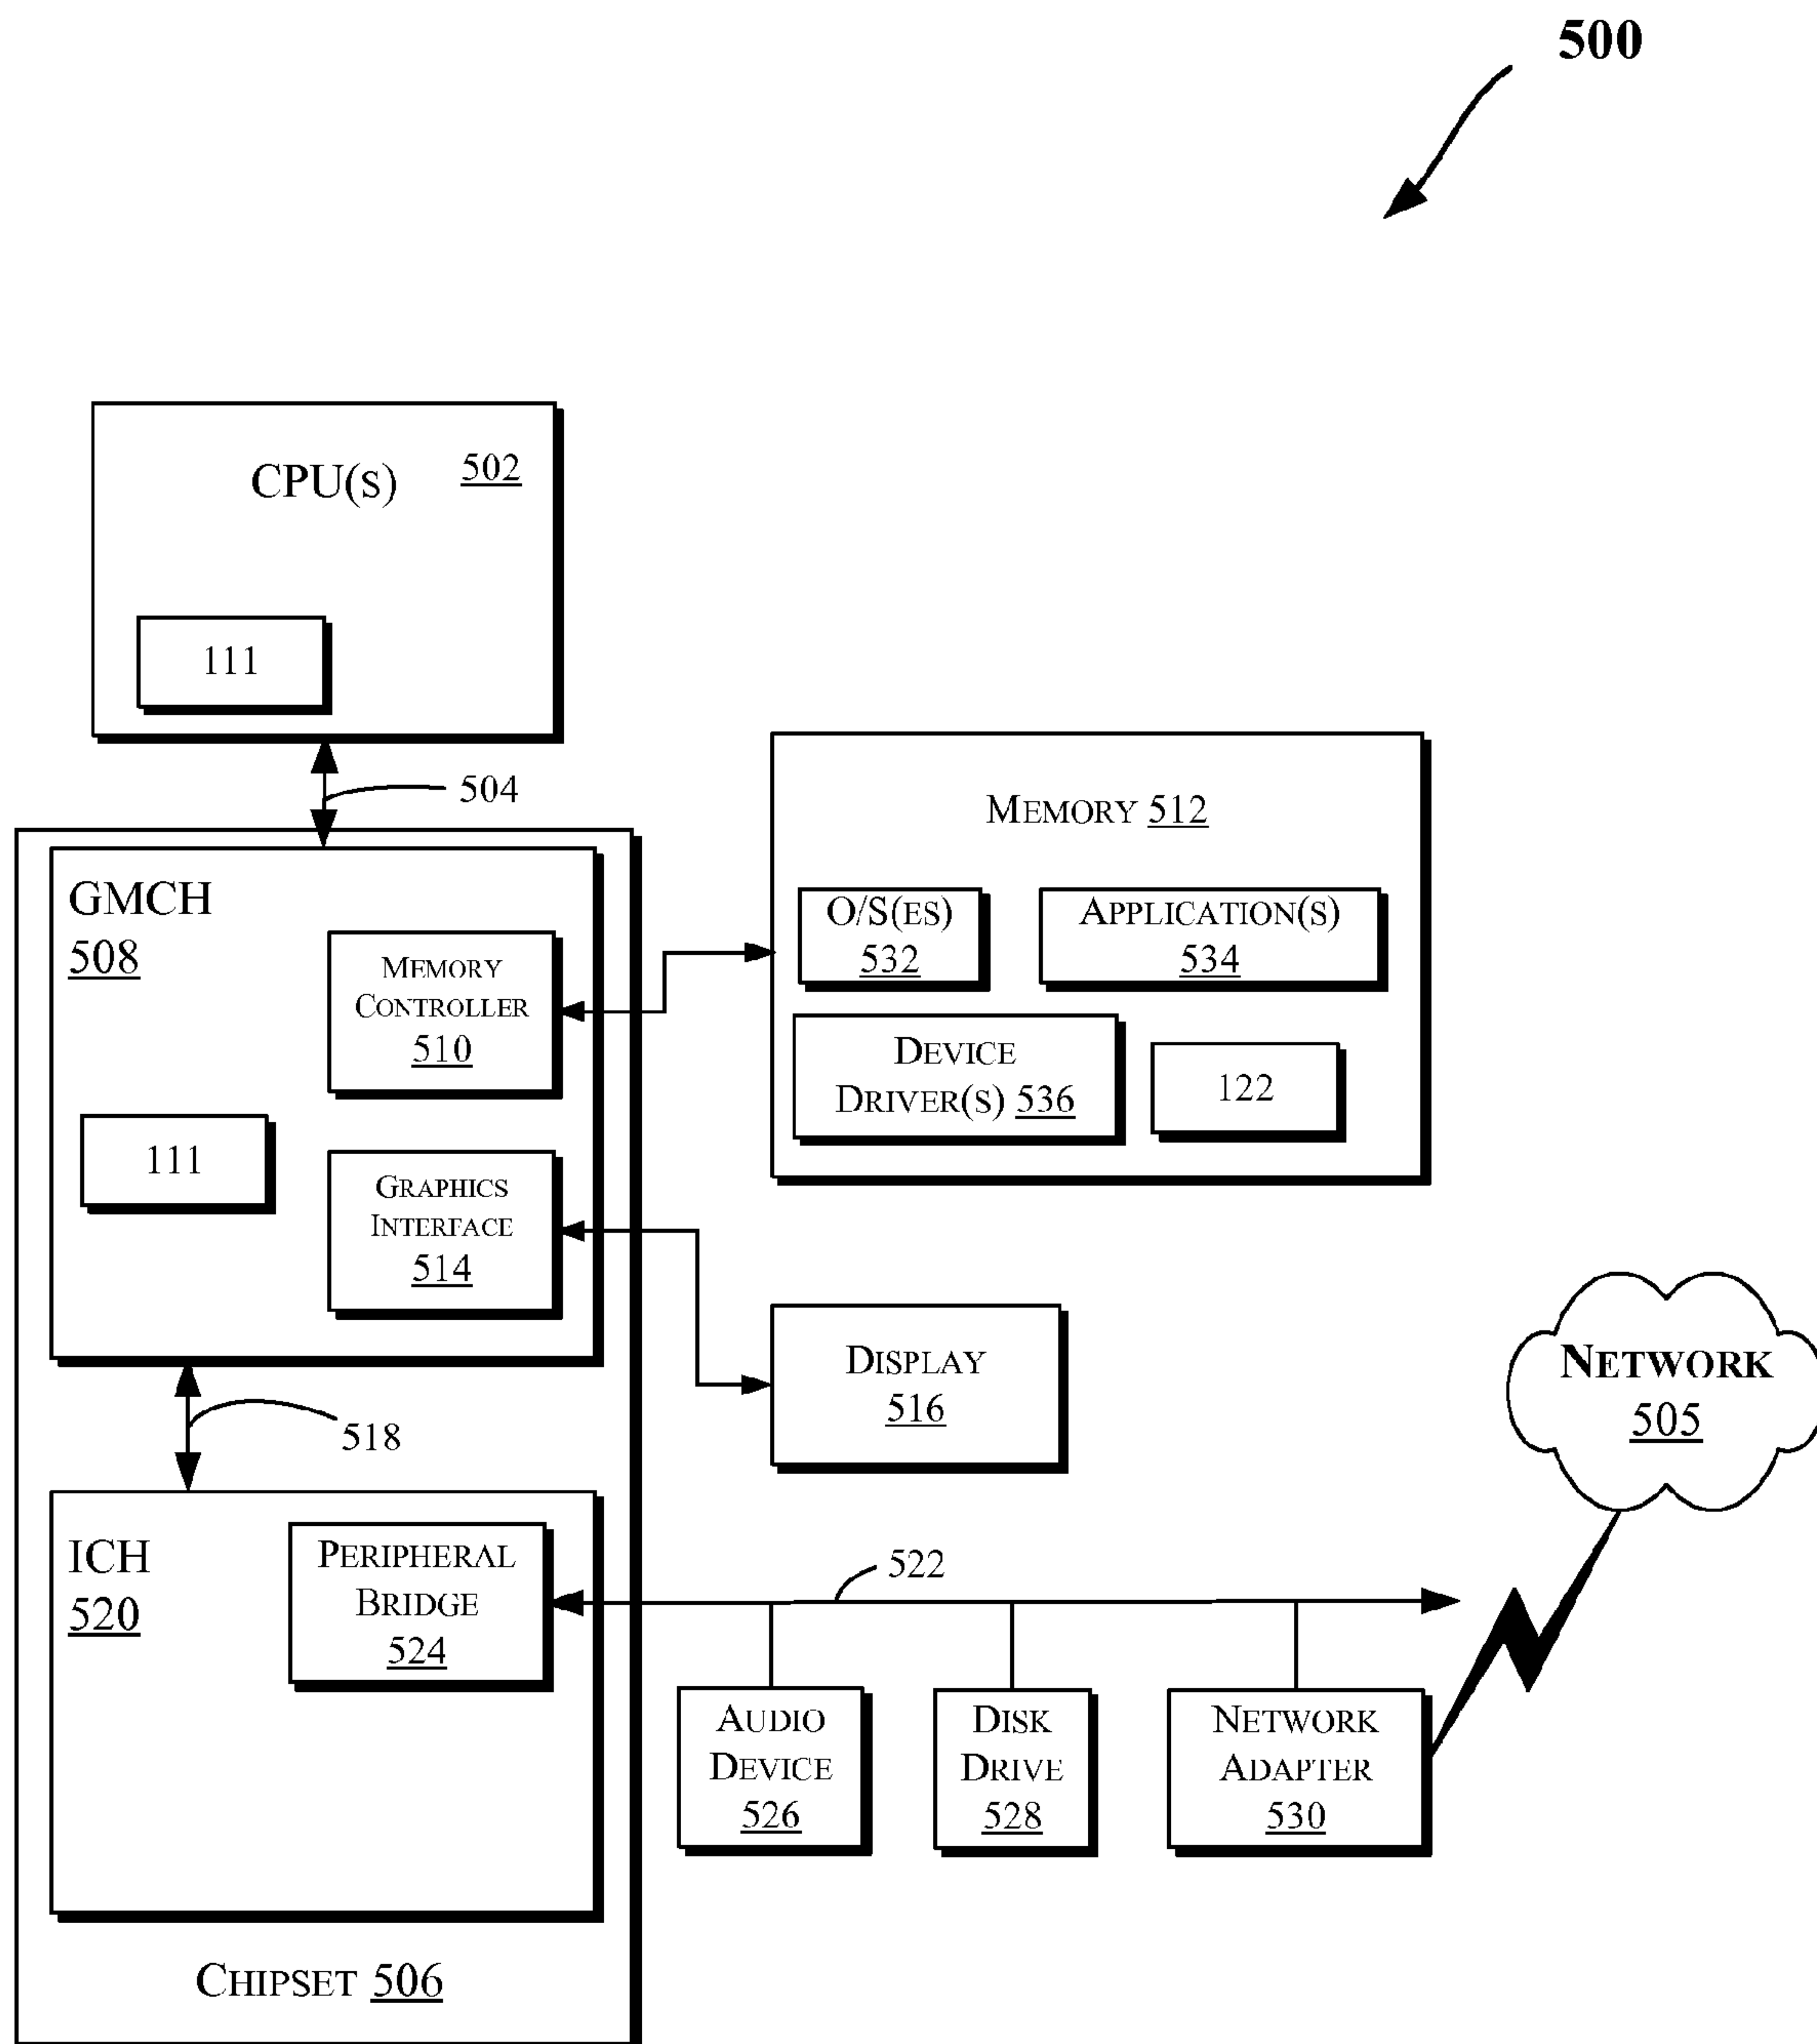 500
CPU(S) 502
111
504
GMCH
508
MEMORY
CONTROLLER
510
111
GRAPHICS
INTERFACE
514
MEMORY 512
O/S(ES)
532
APPLICATION(S)
534
DEVICE
DRIVER(S) 536
122
DISPLAY
516
NETWORK
505
518
ICH
520
PERIPHERAL
BRIDGE
524
522
AUDIO
DEVICE
526
DISK
DRIVE
528
NETWORK
ADAPTER
530
CHIPSET 506